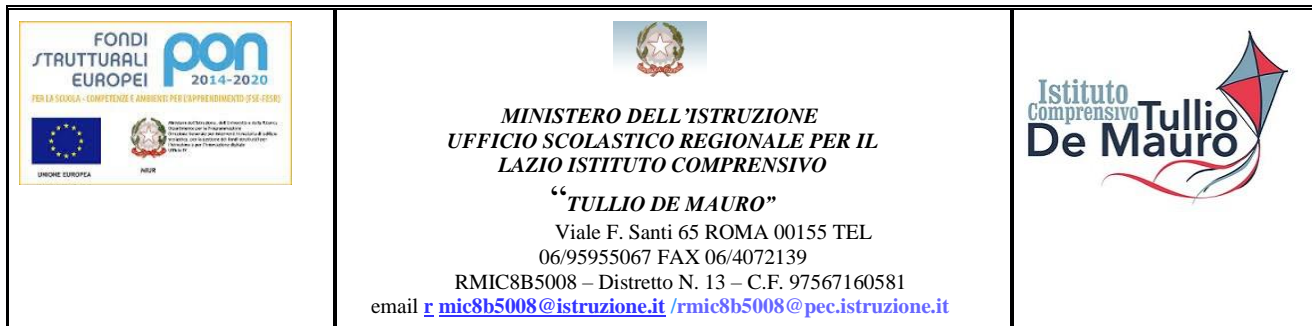 FONDI
STRUTTURALI
EUROPEI
pon
2014-2020
PER LA SCUOLA - COMPETENZE E AMBIENTI PER L'APPRENDIMENTO (FSE-FESR)
UNIONE EUROPEA
MIUR
MINISTERO DELL'ISTRUZIONE
UFFICIO SCOLASTICO REGIONALE PER IL
LAZIO ISTITUTO COMPRENSIVO
“TULLIO DE MAURO”
Viale F. Santi 65 ROMA 00155 TEL
06/95955067 FAX 06/4072139
RMIC8B5008 – Distretto N. 13 – C.F. 97567160581
email r mic8b5008@istruzione.it /rmic8b5008@pec.istruzione.it
Istituto
Comprensivo Tullio
De Mauro